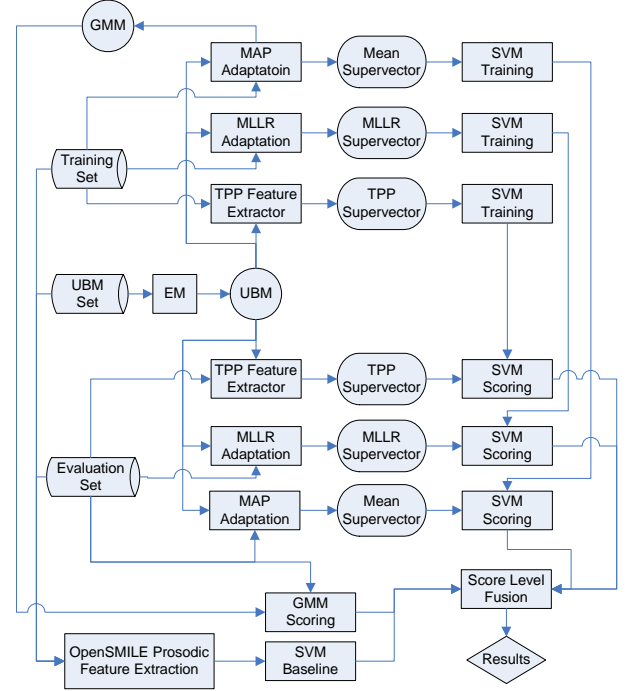 GMM
MAP
Adaptatoin
Mean
Supervector
SVM
Training
MLLR
Adaptation
MLLR
Supervector
SVM
Training
Training
Set
TPP Feature
Extractor
TPP
Supervector
SVM
Training
UBM
Set
EM
UBM
TPP Feature
Extractor
TPP
Supervector
SVM
Scoring
MLLR
Adaptation
MLLR
Supervector
SVM
Scoring
Evaluation
Set
MAP
Adaptation
Mean
Supervector
SVM
Scoring
GMM
Scoring
Score Level
Fusion
OpenSMILE Prosodic
Feature Extraction
SVM
Baseline
Results